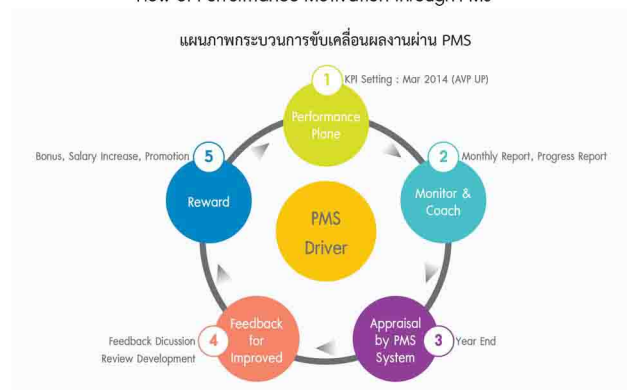 Flow of Performance Motivation through PMS
แผนภาพกระบวนการขับเคลื่อนผลงานผ่าน PMS
1
KPI Setting : Mar 2014 (AVP UP)
Performance
Plane
2
Monthly Report, Progress Report
Monitor &
Coach
3
Year End
Appraisal
by PMS
System
4
Feedback Dicussion
Review Development
Feedback
for
Improved
5
Bonus, Salary Increase, Promotion
Reward
PMS
Driver